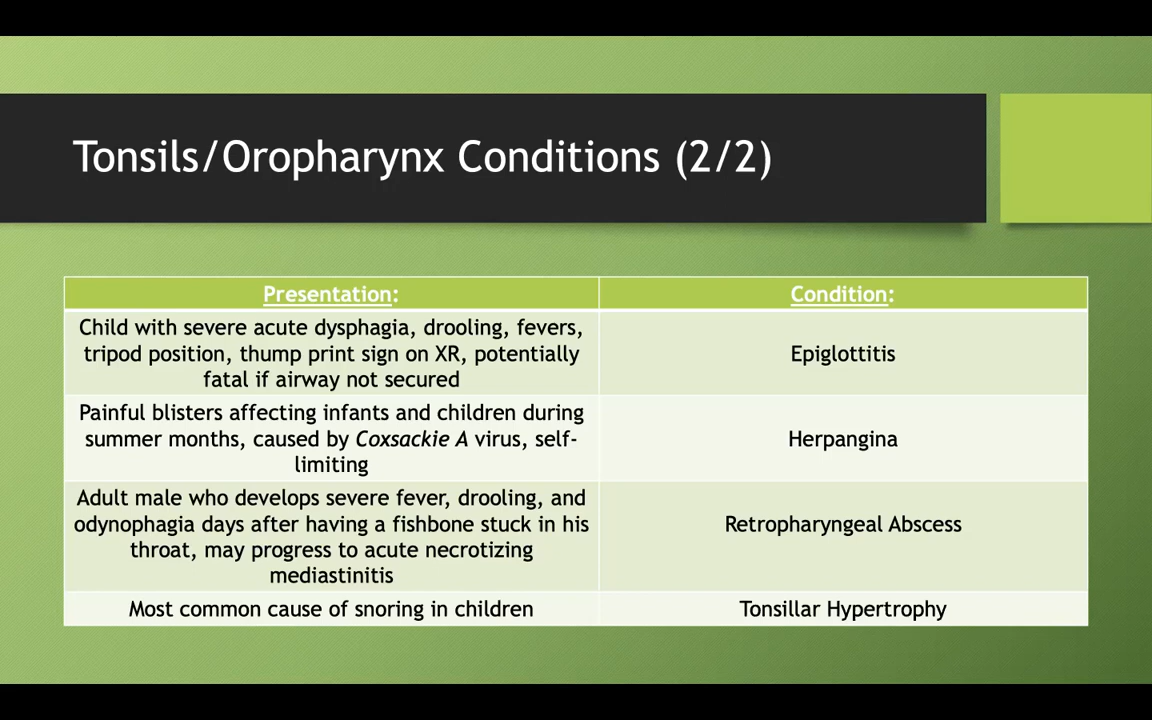 Tonsils/Oropharynx Conditions (2/2)
Presentation:
Condition:
Child with severe acute dysphagia, drooling, fevers,
tripod position, thump print sign on XR, potentially
fatal if airway not secured
Epiglottitis
Painful blisters affecting infants and children during
summer months, caused by Coxsackie A virus, self-
limiting
Herpangina
Adult male who develops severe fever, drooling, and
odynophagia days after having a fishbone stuck in his
throat, may progress to acute necrotizing
mediastinitis
Retropharyngeal Abscess
Most common cause of snoring in children
Tonsillar Hypertrophy